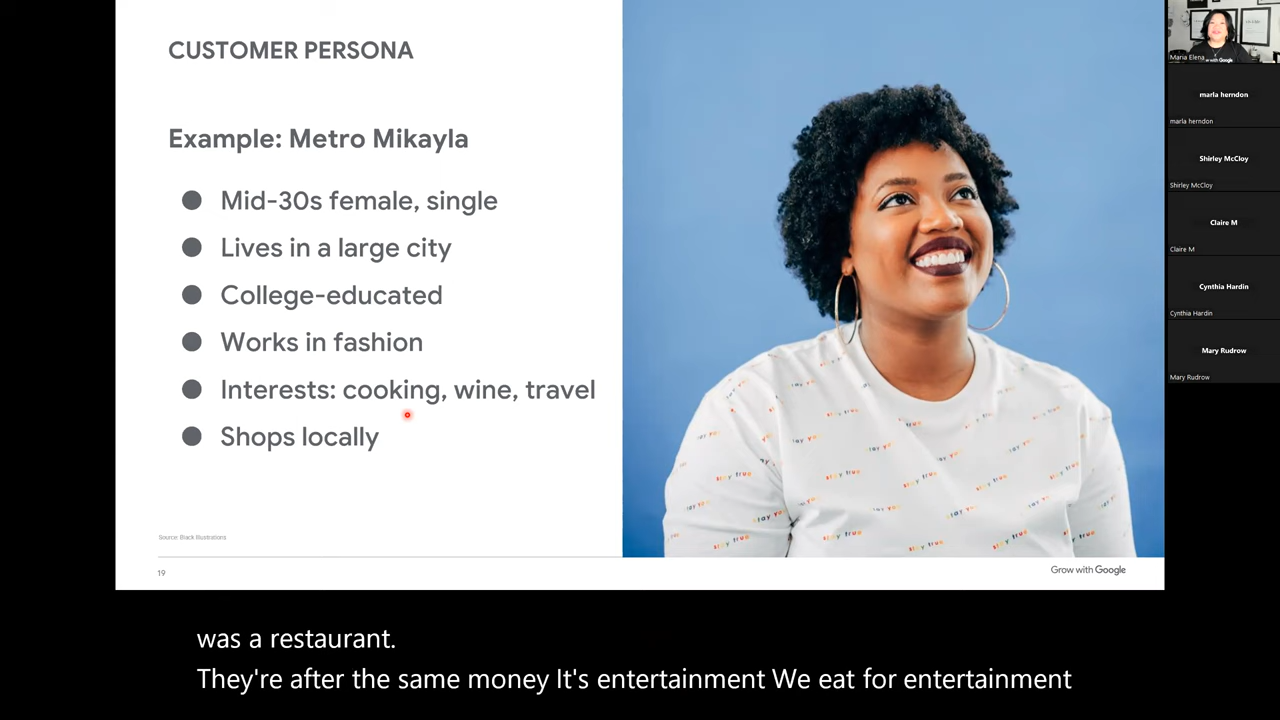 CUSTOMER PERSONA
Example: Metro Mikayla
● Mid-30s female, single
● Lives in a large city
● College-educated
● Works in fashion
● Interests: cooking, wine, travel
● Shops locally
Source: Black Illustrations
19
Grow with Google
stay true
Maria Elena
with Google
marla herndon
marla herndon
Shirley McCloy
Shirley McCloy
Claire M
Claire M
Cynthia Hardin
Cynthia Hardin
Mary Rudrow
Mary Rudrow
was a restaurant.
They're after the same money It's entertainment We eat for entertainment